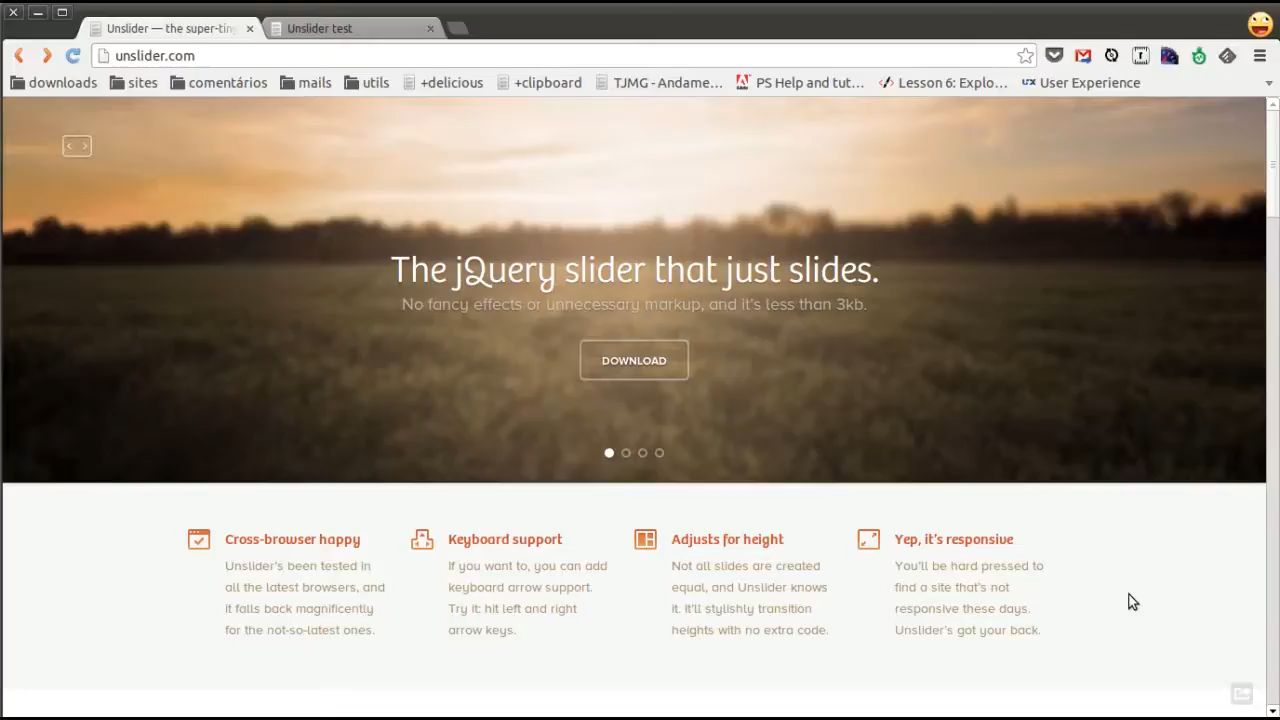 Unslider — the super-tin
Unslider test
unslider.com
downloads
sites
comentários
mails
utils
+delicious
+clipboard
TJMG - Andame...
PS Help and tut...
Lesson 6: Explo...
UX User Experience
The jQuery slider that just slides.
No fancy effects or unnecessary markup, and it's less than 3kb.
DOWNLOAD
Cross-browser happy
Unslider's been tested in
all the latest browsers, and
it falls back magnificently
for the not-so-latest ones.
Keyboard support
If you want to, you can add
keyboard arrow support.
Try it: hit left and right
arrow keys.
Adjusts for height
Not all slides are created
equal, and Unslider knows
it. It'll stylishly transition
heights with no extra code.
Yep, it's responsive
You'll be hard pressed to
find a site that's not
responsive these days.
Unslider's got your back.